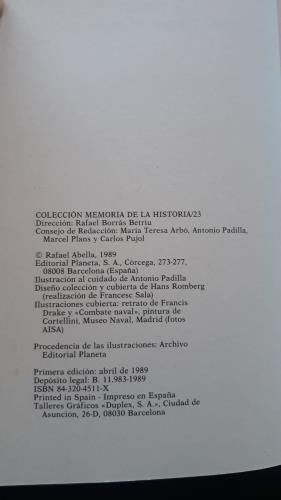 COLECCIÓN MEMORIA DE LA HISTORIA/23
Dirección: Rafael Borràs Betriu
Consejo de Redacción: María Teresa Arbó, Antonio Padilla,
Marcel Plans y Carlos Pujol
© Rafael Abella, 1989
Editorial Planeta, S. A., Córcega, 273-277,
08008 Barcelona (España)
Ilustración al cuidado de Antonio Padilla
Diseño colección y cubierta de Hans Romberg
(realización de Francesc Sala)
Ilustraciones cubierta: retrato de Francis
Drake y «Combate naval», pintura de
Cortellini, Museo Naval, Madrid (fotos
AISA)
Procedencia de las ilustraciones: Archivo
Editorial Planeta
Primera edición: abril de 1989
Depósito legal: B. 11.983-1989
ISBN 84-320-4511-X
Printed in Spain - Impreso en España
Talleres Gráficos «Duplex, S. A.», Ciudad de
Asunción, 26-D, 08030 Barcelona